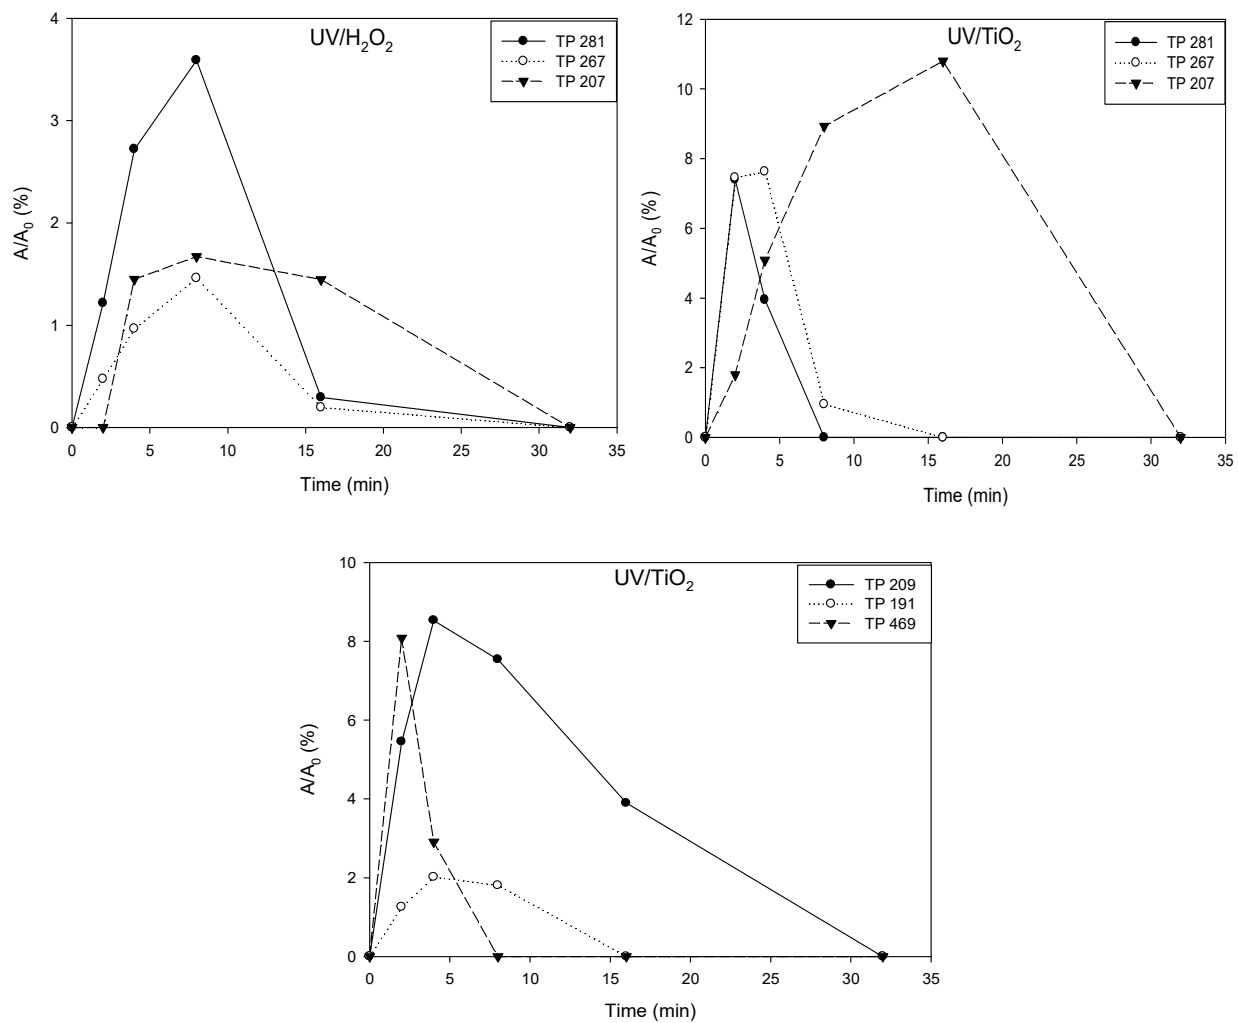 UV/H₂O₂
TP 281
TP 267
TP 207
4
3
2
1
0
A/A₀ (%)
0 5 10 15 20 25 30 35
Time (min)
UV/TiO₂
TP 281
TP 267
TP 207
12
10
8
6
4
2
0
A/A₀ (%)
0 5 10 15 20 25 30 35
Time (min)
UV/TiO₂
TP 209
TP 191
TP 469
10
8
6
4
2
0
A/A₀ (%)
0 5 10 15 20 25 30 35
Time (min)